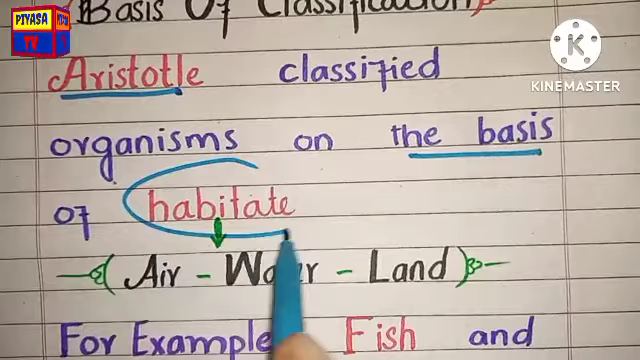 Basis Of Classification
PIYASA
TV
KINEMASTER
Aristotle classified
organisms on the basis
of habitate
Air - Water - Land
For Example Fish and